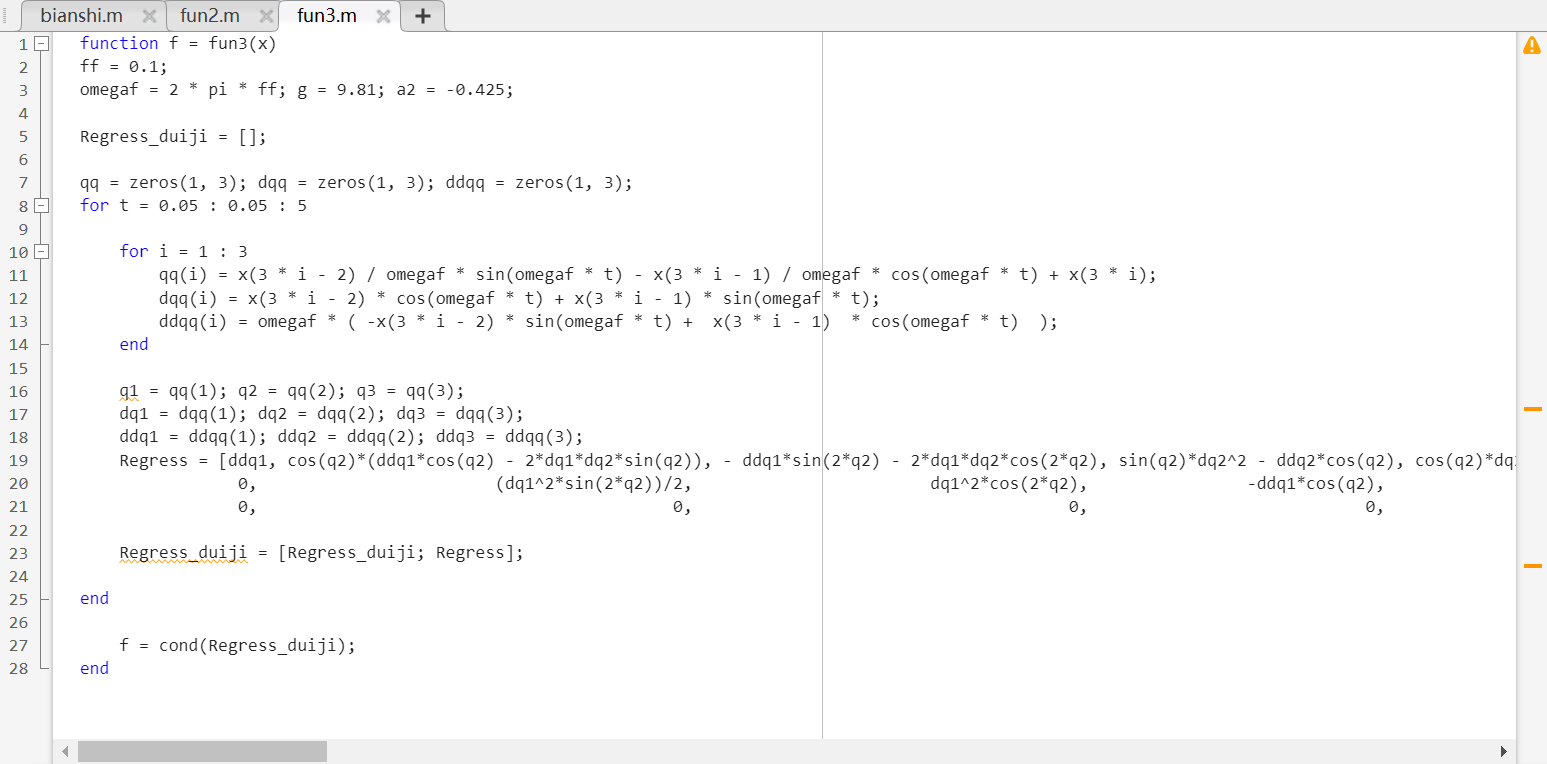 bianshi.m fun2.m fun3.m
1 function f = fun3(x)
2 ff = 0.1;
3 omegaf = 2 * pi * ff; g = 9.81; a2 = -0.425;
4
5 Regress_duiji = [];
6
7 qq = zeros(1, 3); dqq = zeros(1, 3); ddqq = zeros(1, 3);
8 for t = 0.05 : 0.05 : 5
9
10 for i = 1 : 3
11 qq(i) = x(3 * i - 2) / omegaf * sin(omegaf * t) - x(3 * i - 1) / omegaf * cos(omegaf * t) + x(3 * i);
12 dqq(i) = x(3 * i - 2) * cos(omegaf * t) + x(3 * i - 1) * sin(omegaf * t);
13 ddqq(i) = omegaf * ( -x(3 * i - 2) * sin(omegaf * t) +  x(3 * i - 1)  * cos(omegaf * t)  );
14 end
15
16 q1 = qq(1); q2 = qq(2); q3 = qq(3);
17 dq1 = dqq(1); dq2 = dqq(2); dq3 = dqq(3);
18 ddq1 = ddqq(1); ddq2 = ddqq(2); ddq3 = ddqq(3);
19 Regress = [ddq1, cos(q2)*(ddq1*cos(q2) - 2*dq1*dq2*sin(q2)), - ddq1*sin(2*q2) - 2*dq1*dq2*cos(2*q2), sin(q2)*dq2^2 - ddq2*cos(q2), cos(q2)*dq
20 0, (dq1^2*sin(2*q2))/2, dq1^2*cos(2*q2), -ddq1*cos(q2),
21 0, 0, 0, 0,
22
23 Regress_duiji = [Regress_duiji; Regress];
24
25 end
26
27 f = cond(Regress_duiji);
28 end